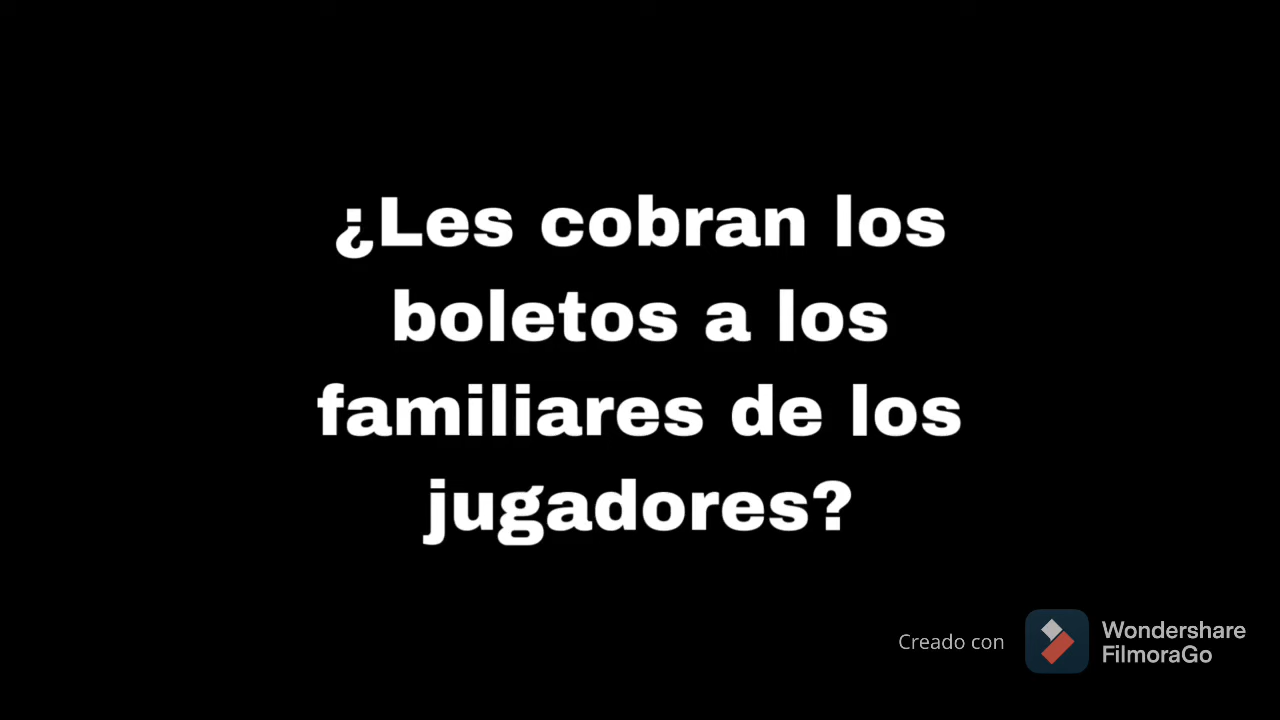 ¿Les cobran los
boletos a los
familiares de los
jugadores?
Creado con
Wondershare
FilmoraGo